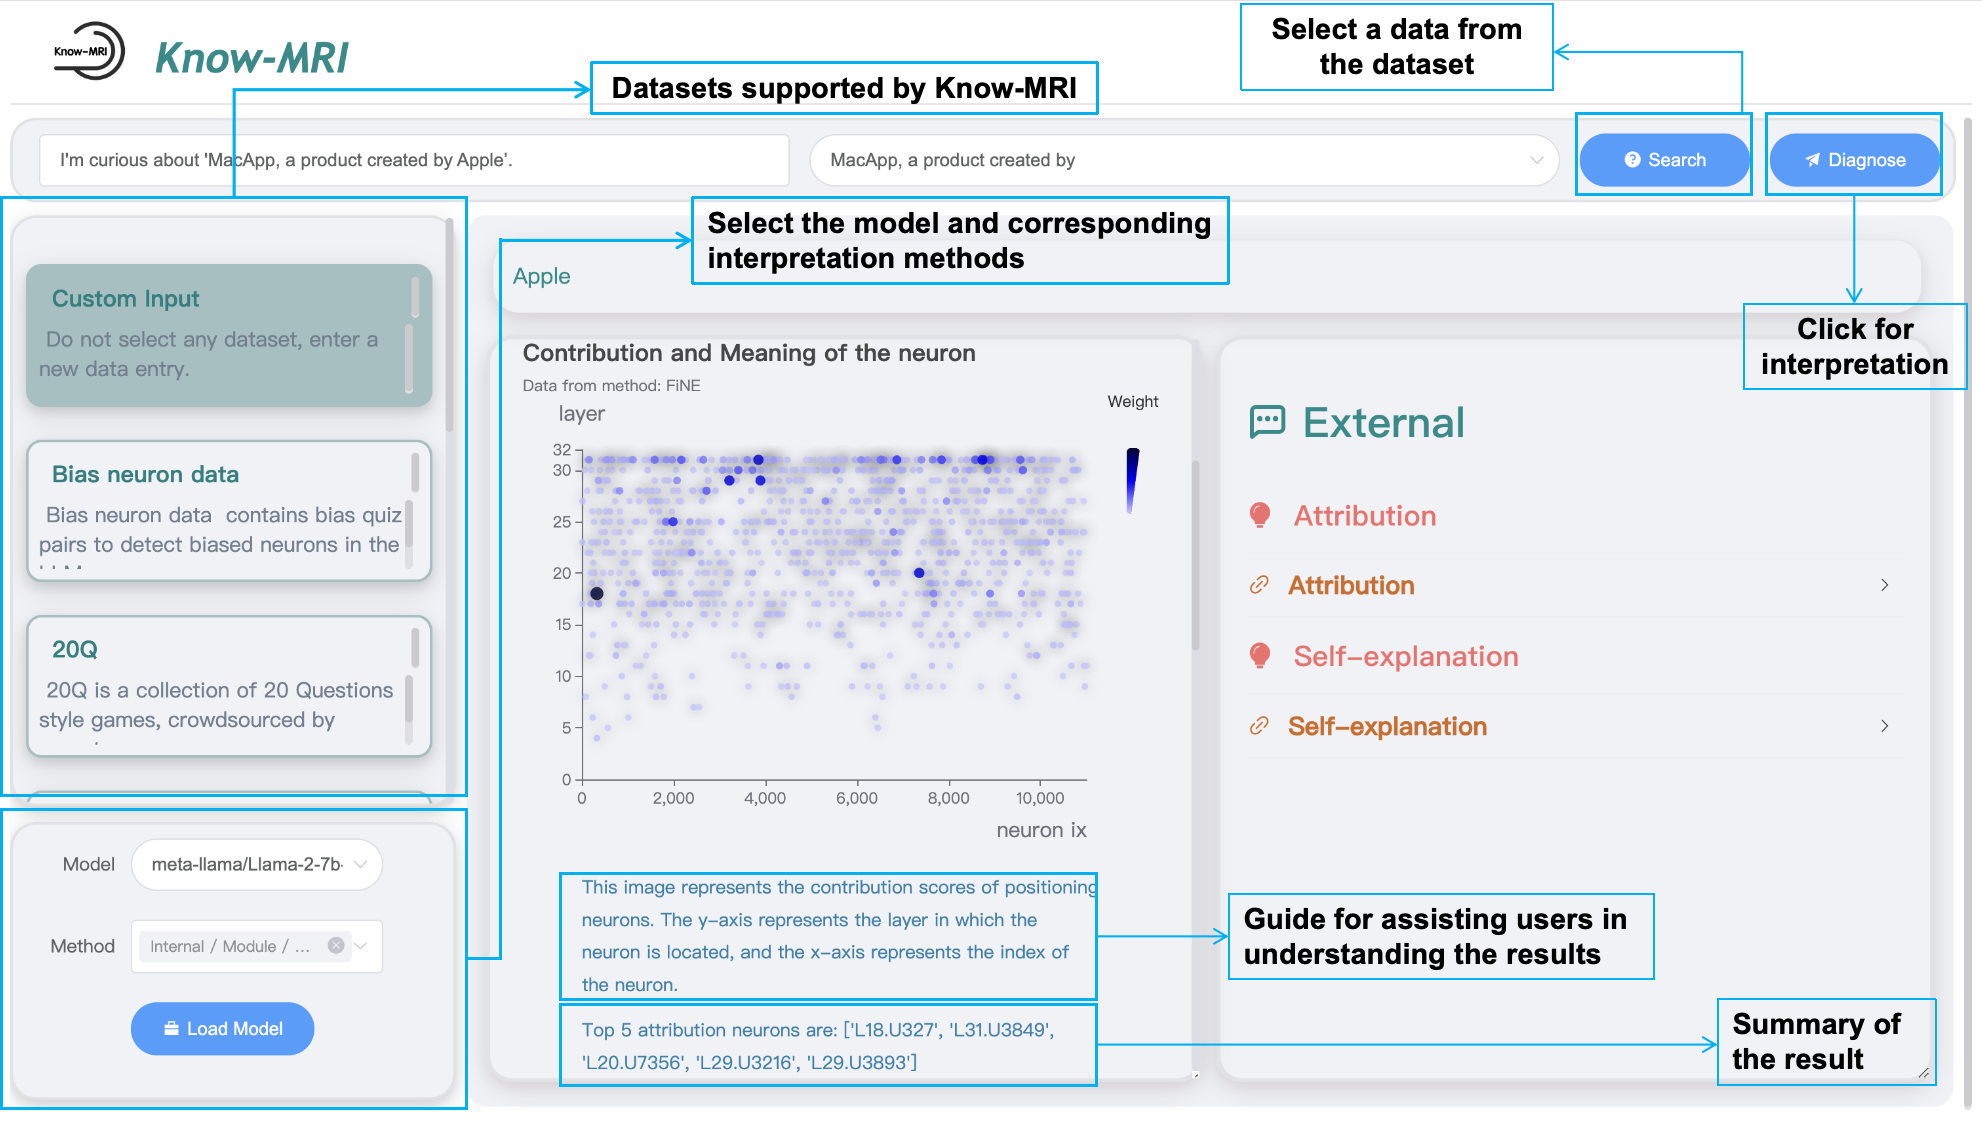 Know-MRI
Know-MRI
Select a data from
the dataset
Datasets supported by Know-MRI
I'm curious about 'MacApp, a product created by Apple'.
MacApp, a product created by
Search
Diagnose
Select the model and corresponding
interpretation methods
Apple
Click for
interpretation
Custom Input
Do not select any dataset, enter a
new data entry.
Bias neuron data
Bias neuron data contains bias quiz
pairs to detect biased neurons in the
20Q
20Q is a collection of 20 Questions
style games, crowdsourced by
Model
meta-llama/Llama-2-7b-
Method
Internal / Module / ...
Load Model
Contribution and Meaning of the neuron
Data from method: FiNE
layer
Weight
32
30
25
20
15
10
5
0
0
2,000
4,000
6,000
8,000
10,000
neuron ix
This image represents the contribution scores of positioning
neurons. The y-axis represents the layer in which the
neuron is located, and the x-axis represents the index of
the neuron.
Top 5 attribution neurons are: ['L18.U327', 'L31.U3849',
'L20.U7356', 'L29.U3216', 'L29.U3893']
External
Attribution
Attribution
Self-explanation
Self-explanation
Guide for assisting users in
understanding the results
Summary of
the result